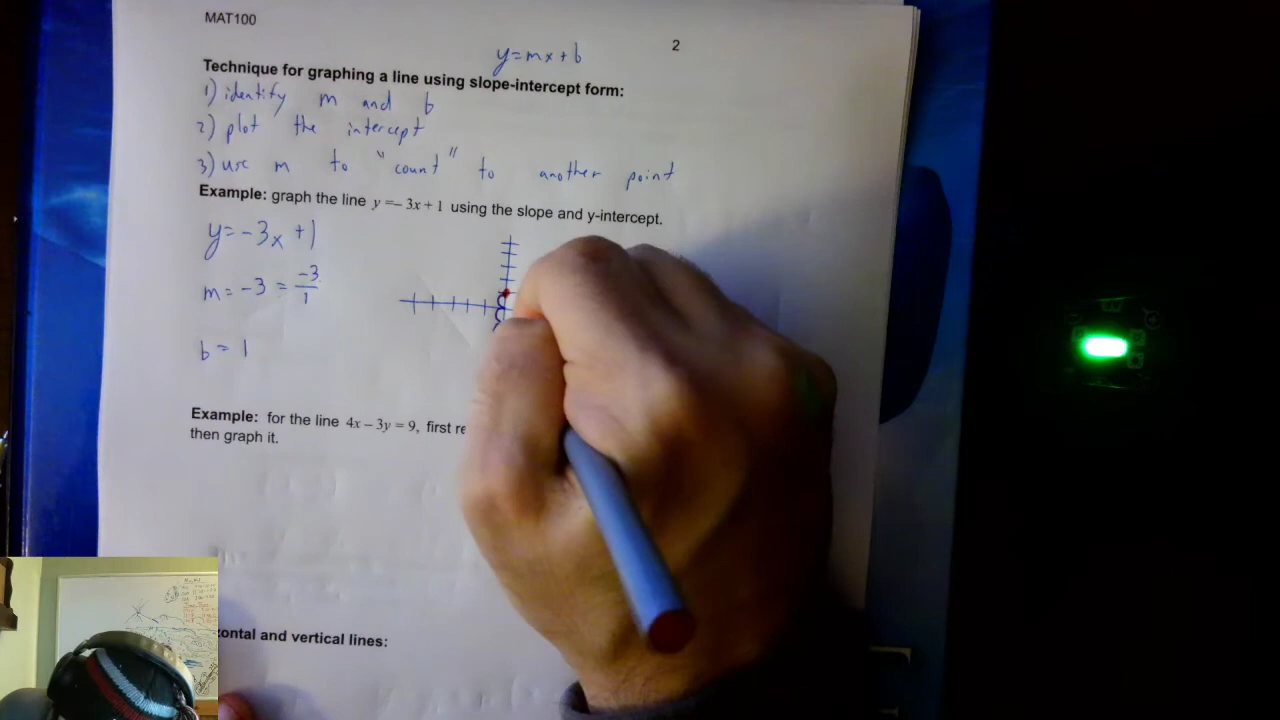 MAT100
2
y=mx+b
Technique for graphing a line using slope-intercept form:
1) identify m and b
2) plot the intercept
3) use m to "count" to another point
Example: graph the line y = – 3x + 1 using the slope and y-intercept.
y = -3x +1
m = -3 = -3/1
b = 1
Example: for the line 4x – 3y = 9, first re
then graph it.
ontal and vertical lines: